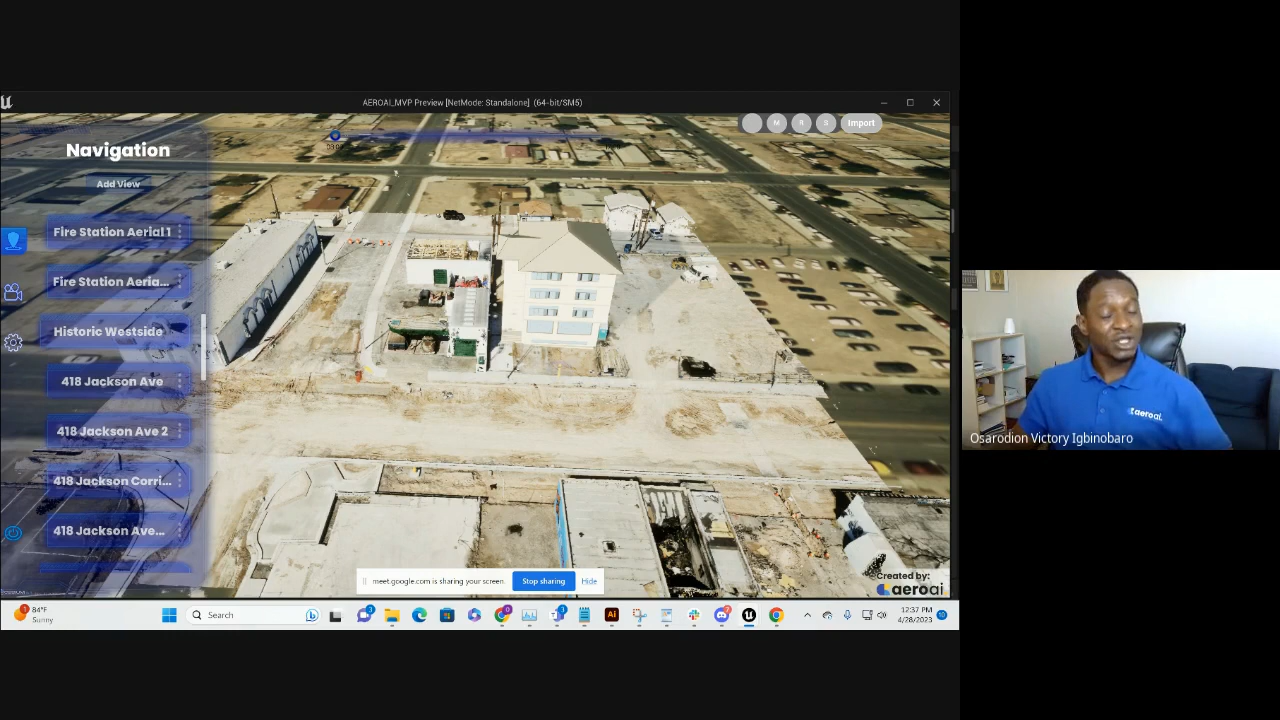 AEROAI_MVP Preview [NetMode: Standalone] (64-bit/SM5)
M
R
S
Import
Navigation
Add View
Fire Station Aerial 1
Fire Station Aeria...
Historic Westside
418 Jackson Ave
418 Jackson Ave 2
418 Jackson Corri...
418 Jackson Ave...
aeroai
Osarodion Victory Igbinobaro
meet.google.com is sharing your screen.
Stop sharing
Hide
Created by:
aeroai
84°F
Sunny
Search
Ai
12:37 PM
4/28/2023